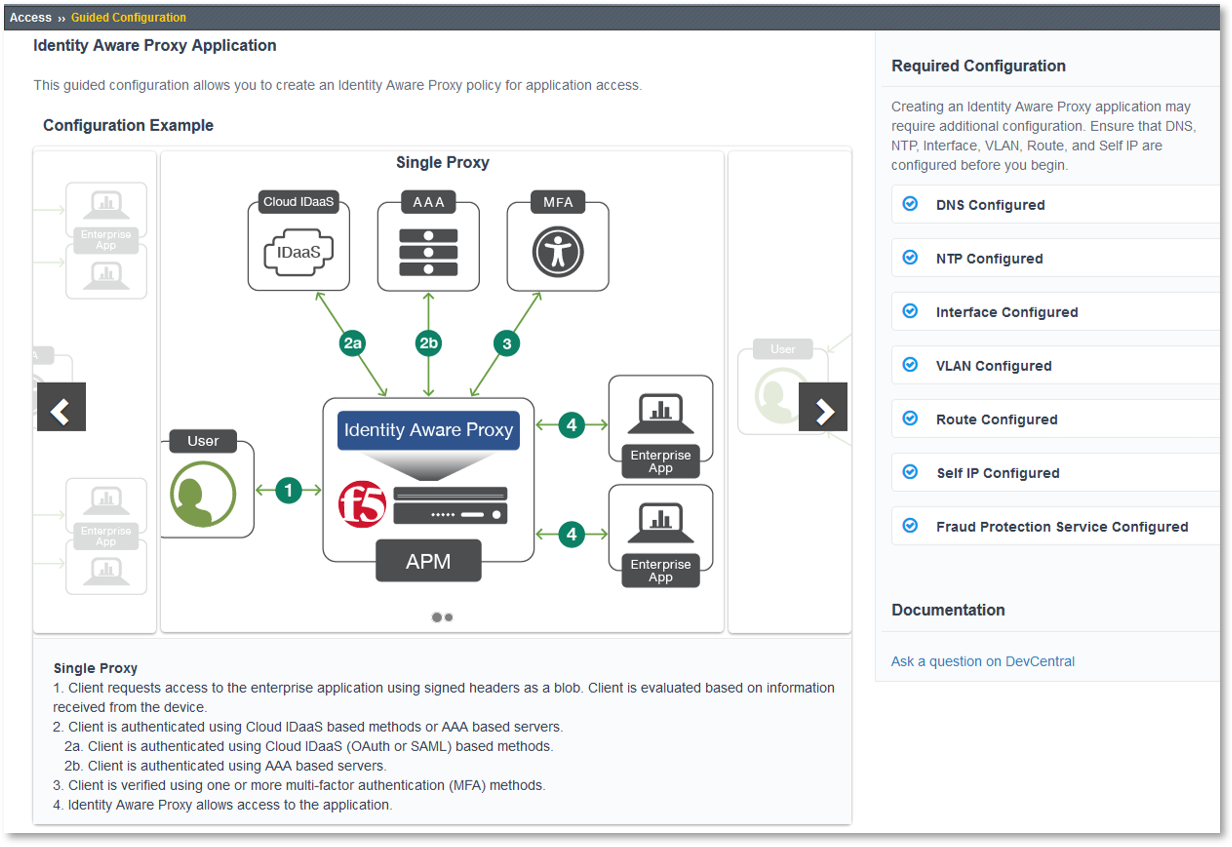 Access ›› Guided Configuration
Identity Aware Proxy Application
This guided configuration allows you to create an Identity Aware Proxy policy for application access.
Configuration Example
Single Proxy
Cloud IDaaS
AAA
MFA
IDaaS
2a
2b
3
Enterprise
App
A
User
Identity Aware Proxy
4
Enterprise
App
User
1
f5
4
Enterprise
App
APM
Enterprise
App
Single Proxy
1. Client requests access to the enterprise application using signed headers as a blob. Client is evaluated based on information
received from the device.
2. Client is authenticated using Cloud IDaaS based methods or AAA based servers.
2a. Client is authenticated using Cloud IDaaS (OAuth or SAML) based methods.
2b. Client is authenticated using AAA based servers.
3. Client is verified using one or more multi-factor authentication (MFA) methods.
4. Identity Aware Proxy allows access to the application.
Required Configuration
Creating an Identity Aware Proxy application may
require additional configuration. Ensure that DNS,
NTP, Interface, VLAN, Route, and Self IP are
configured before you begin.
DNS Configured
NTP Configured
Interface Configured
VLAN Configured
Route Configured
Self IP Configured
Fraud Protection Service Configured
Documentation
Ask a question on DevCentral